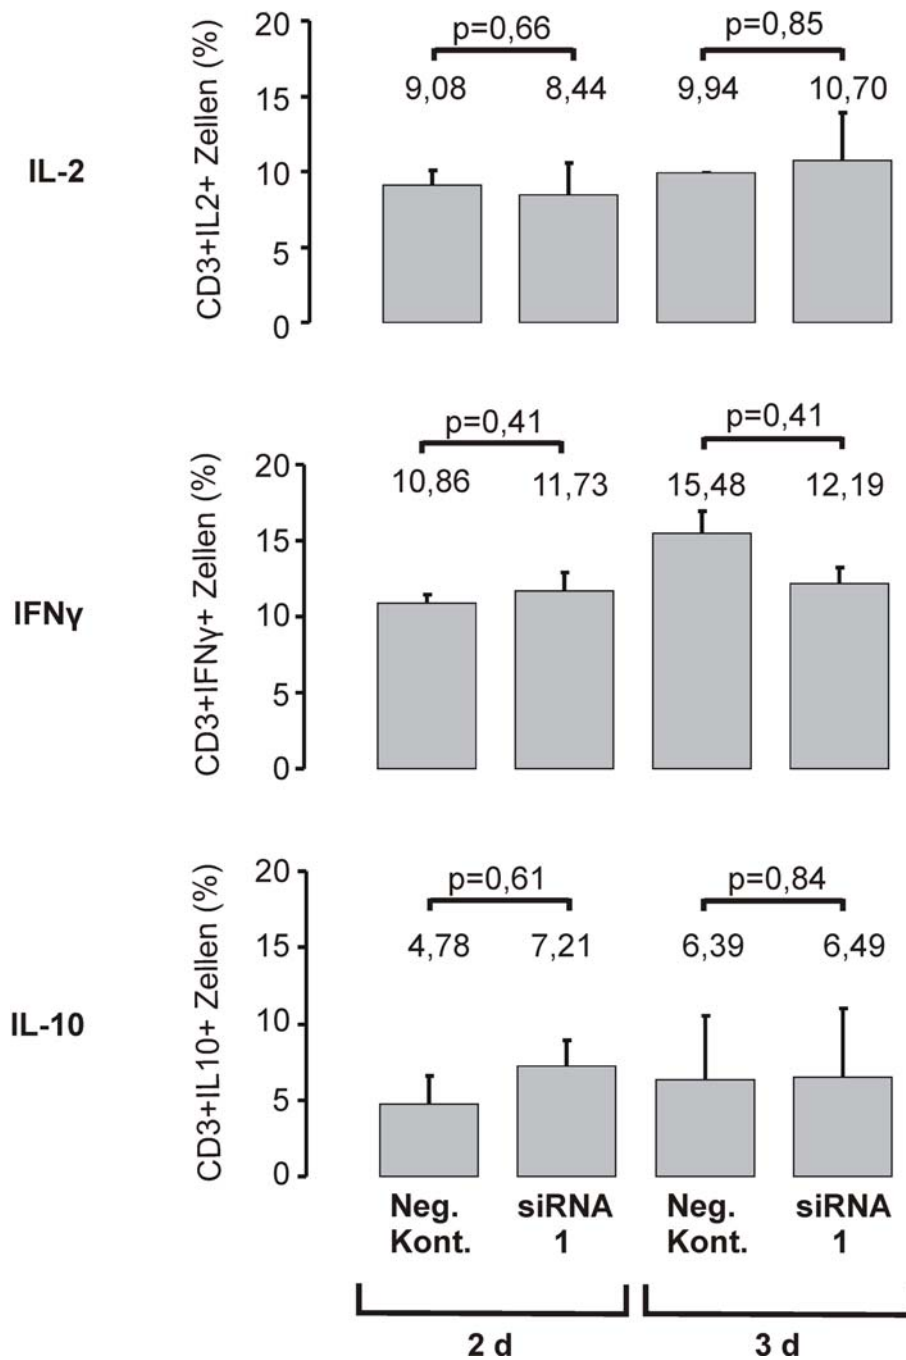 IL-2
CD3+IL2+ Zellen (%)
20
15
10
5
0
p=0,66
p=0,85
9,08
8,44
9,94
10,70
IFNγ
CD3+IFNγ+ Zellen (%)
20
15
10
5
0
p=0,41
p=0,41
10,86
11,73
15,48
12,19
IL-10
CD3+IL10+ Zellen (%)
20
15
10
5
0
p=0,61
p=0,84
4,78
7,21
6,39
6,49
Neg.
Kont.
siRNA
1
Neg.
Kont.
siRNA
1
2 d
3 d